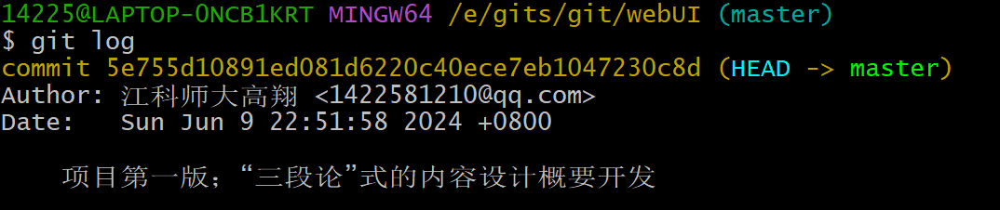 14225@LAPTOP-0NCB1KRT MINGW64 /e/gits/git/webUI (master)
$ git log
commit 5e755d10891ed081d6220c40ece7eb1047230c8d (HEAD -> master)
Author: 江科师大高翔 <1422581210@qq.com>
Date:   Sun Jun 9 22:51:58 2024 +0800
项目第一版；“三段论”式的内容设计概要开发